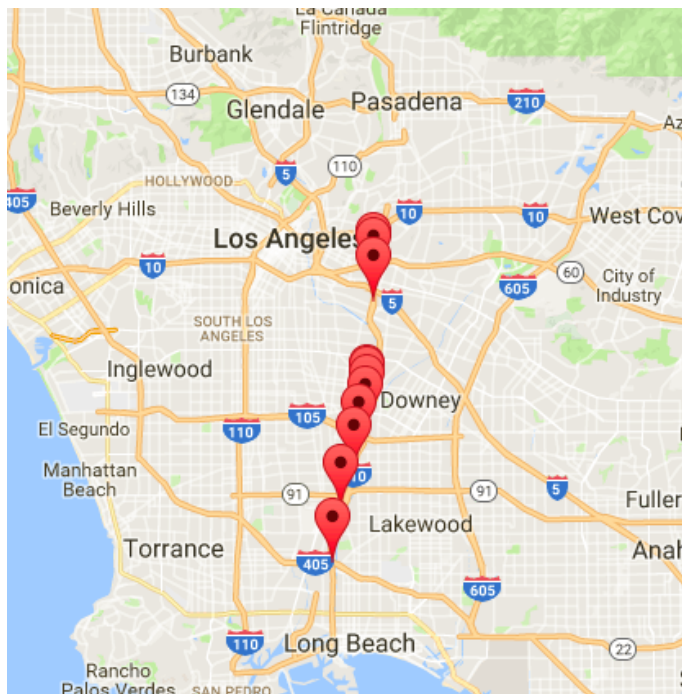 La Cañada
Flintridge
Burbank
134
Glendale
Pasadena
210
Az
110
5
HOLLYWOOD
405
Beverly Hills
10
10
West Cov
Los Angeles
10
60
City of
Industry
605
onica
5
SOUTH LOS
ANGELES
Inglewood
Downey
105
110
El Segundo
Manhattan
Beach
10
91
91
5
Fuller
Lakewood
Torrance
Anah
405
605
110
Long Beach
22
Rancho
Palos Verdes
SAN PEDRO